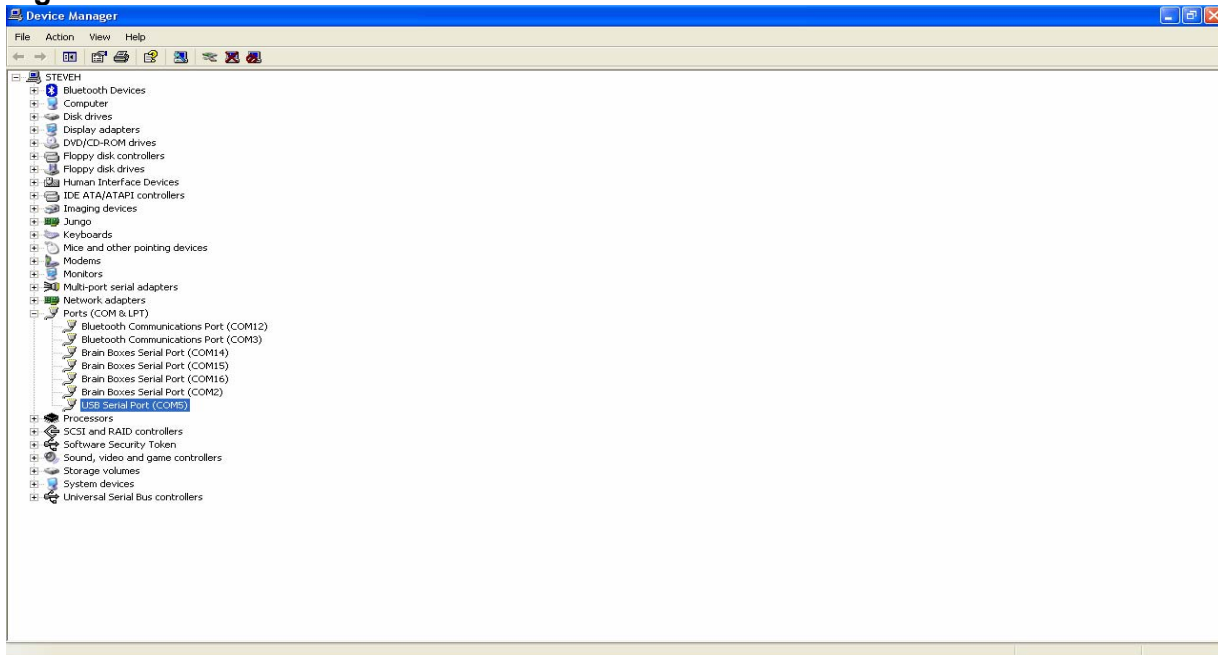 Device Manager
File Action View Help
STEVEH
Bluetooth Devices
Computer
Disk drives
Display adapters
DVD/CD-ROM drives
Floppy disk controllers
Floppy disk drives
Human Interface Devices
IDE ATA/ATAPI controllers
Imaging devices
Jungo
Keyboards
Mice and other pointing devices
Modems
Monitors
Multi-port serial adapters
Network adapters
Ports (COM & LPT)
Bluetooth Communications Port (COM12)
Bluetooth Communications Port (COM3)
Brain Boxes Serial Port (COM14)
Brain Boxes Serial Port (COM15)
Brain Boxes Serial Port (COM16)
Brain Boxes Serial Port (COM2)
USB Serial Port (COM5)
Processors
SCSI and RAID controllers
Software Security Token
Sound, video and game controllers
Storage volumes
System devices
Universal Serial Bus controllers